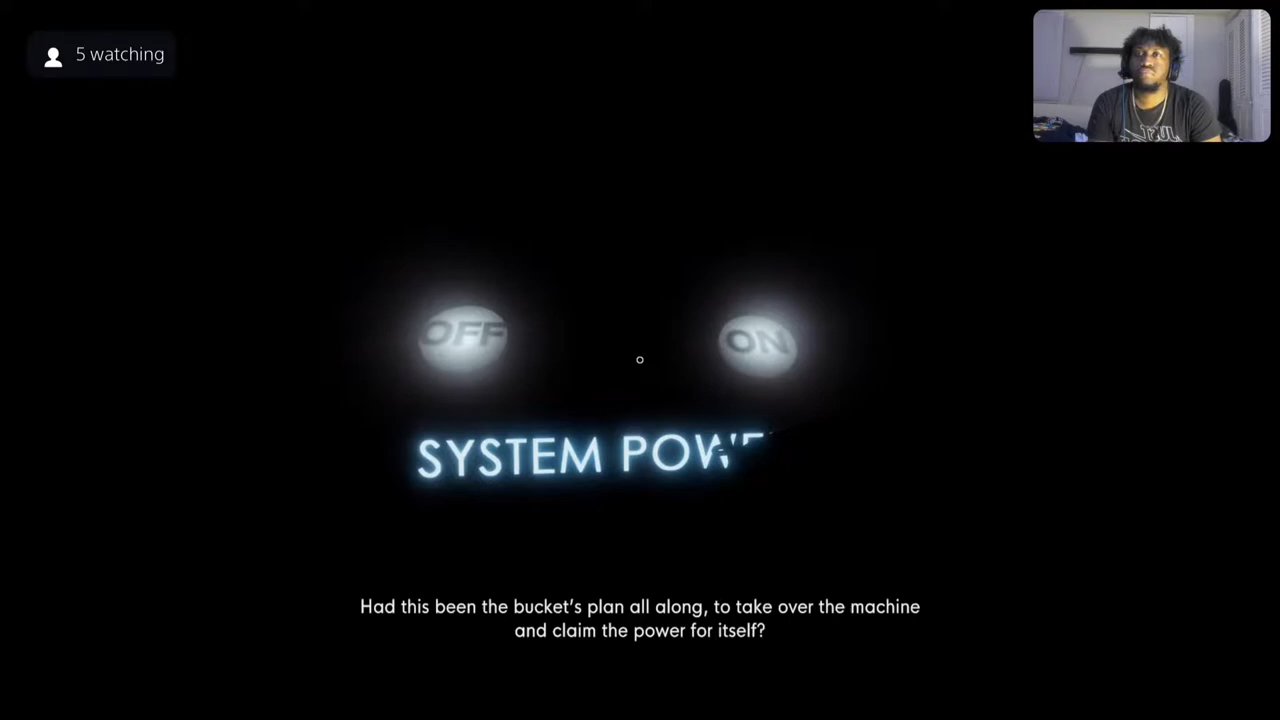 5 watching
OFF
ON
SYSTEM
Had this been the bucket's plan all along, to take over the machine
and claim the power for itself?